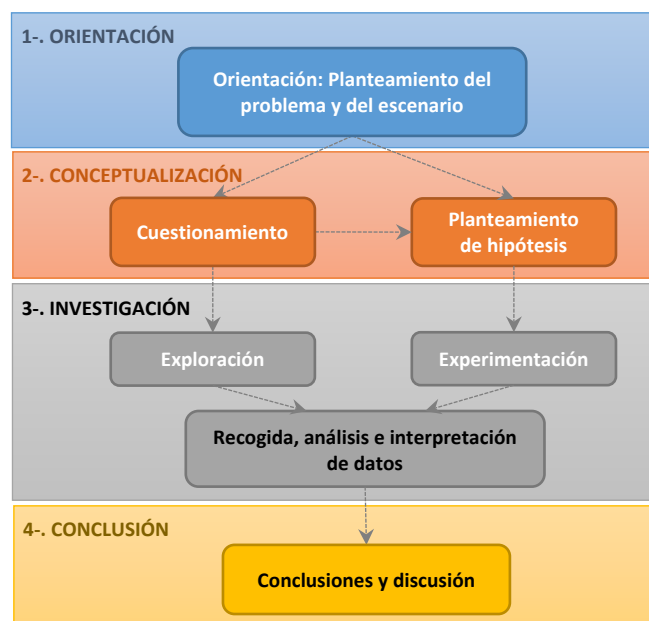 1-. ORIENTACIÓN
Orientación: Planteamiento del
problema y del escenario
2-. CONCEPTUALIZACIÓN
Cuestionamiento
Planteamiento
de hipótesis
3-. INVESTIGACIÓN
Exploración
Experimentación
Recogida, análisis e interpretación
de datos
4-. CONCLUSIÓN
Conclusiones y discusión